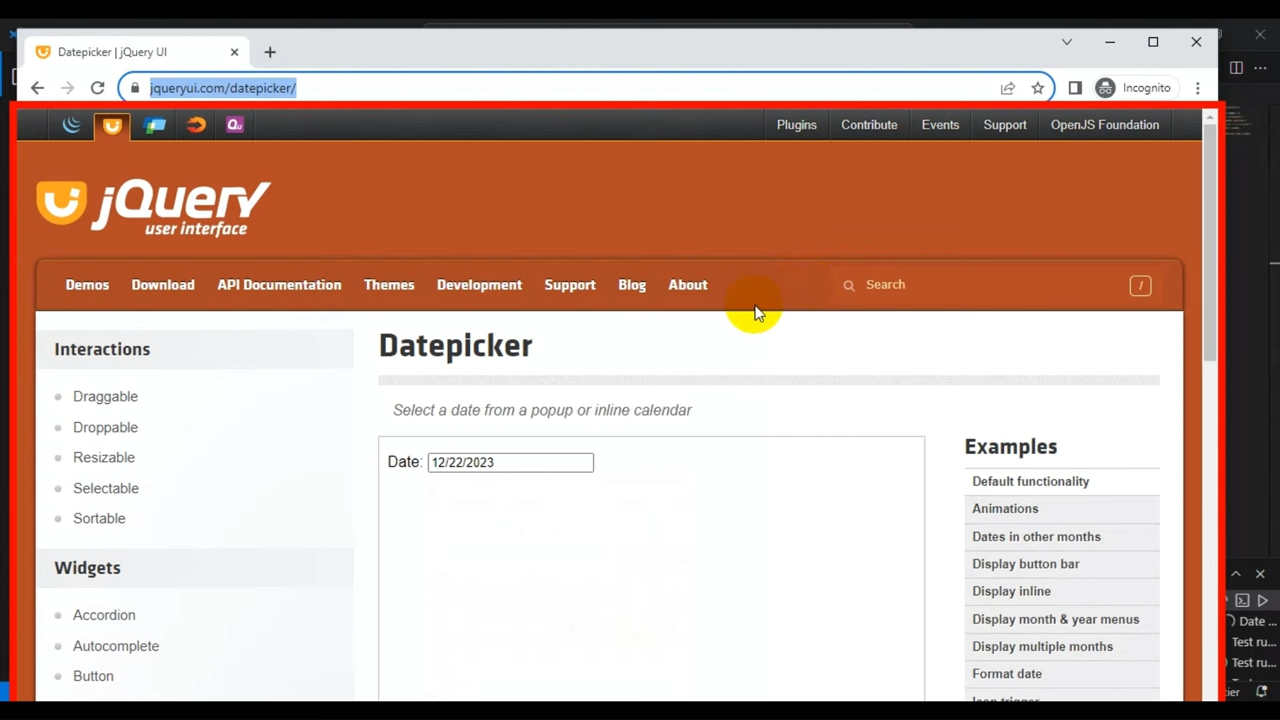 Datepicker | jQuery UI
jqueryui.com/datepicker/
Incognito
Plugins
Contribute
Events
Support
OpenJS Foundation
jQuery
user interface
Demos
Download
API Documentation
Themes
Development
Support
Blog
About
Search
/
Interactions
Draggable
Droppable
Resizable
Selectable
Sortable
Widgets
Accordion
Autocomplete
Button
Datepicker
Select a date from a popup or inline calendar
Date: 12/22/2023
Examples
Default functionality
Animations
Dates in other months
Display button bar
Display inline
Display month & year menus
Display multiple months
Format date
Icon trigger
Date ...
Test ru...
Test ru...